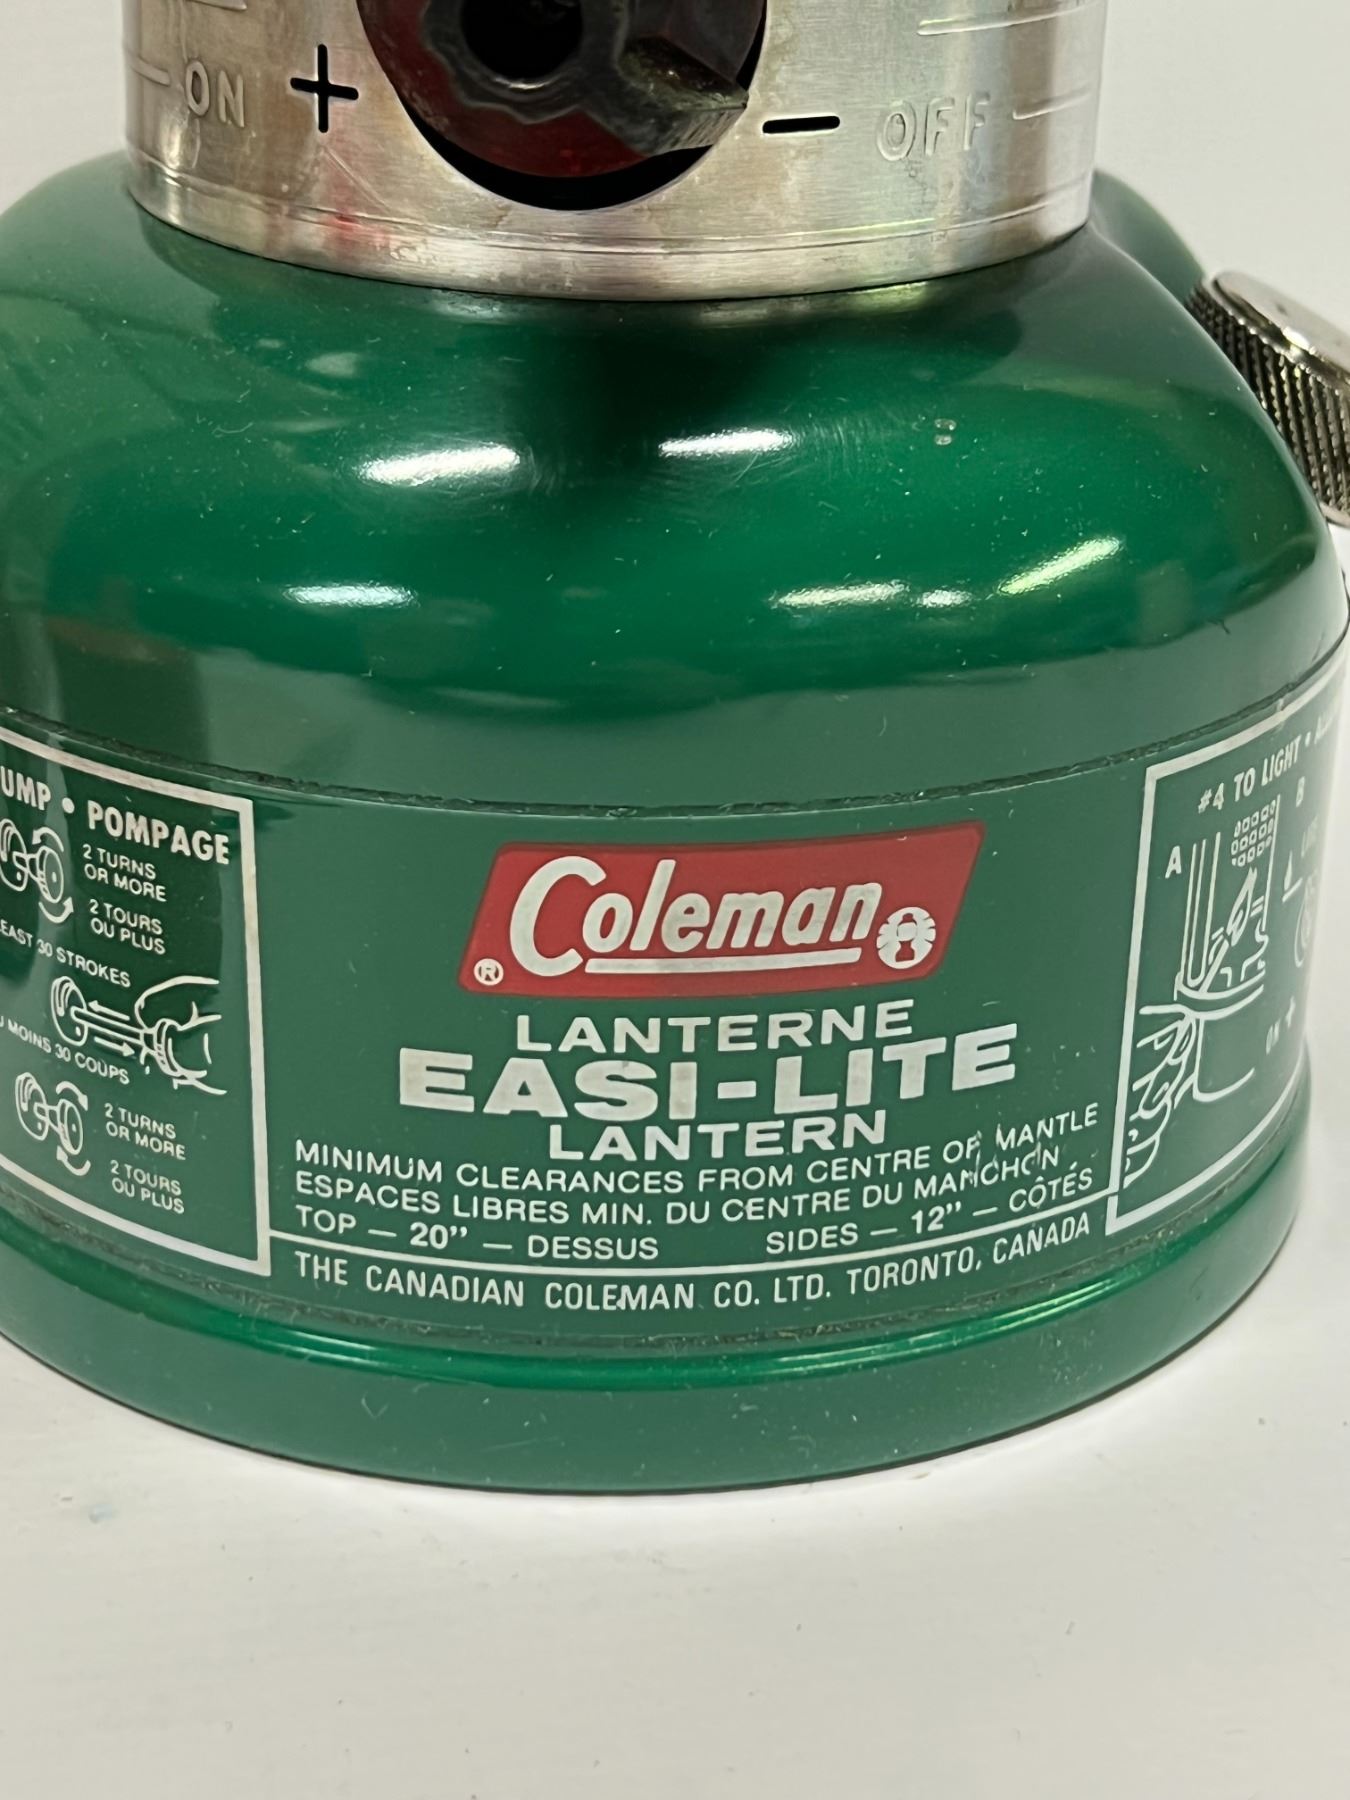 ON + − OFF
POMPAGE
2 TURNS
OR MORE
2 TOURS
OU PLUS
30 STROKES
MOINS 30 COUPS
2 TURNS
OR MORE
2 TOURS
OU PLUS
® Coleman
LANTERNE
EASI-LITE
LANTERN
MINIMUM CLEARANCES FROM CENTRE OF MANTLE
ESPACES LIBRES MIN. DU CENTRE DU MANCHON
TOP — 20" — DESSUS SIDES — 12" — CÔTÉS
THE CANADIAN COLEMAN CO. LTD. TORONTO, CANADA
#4 TO LIGHT •
A B
ON +